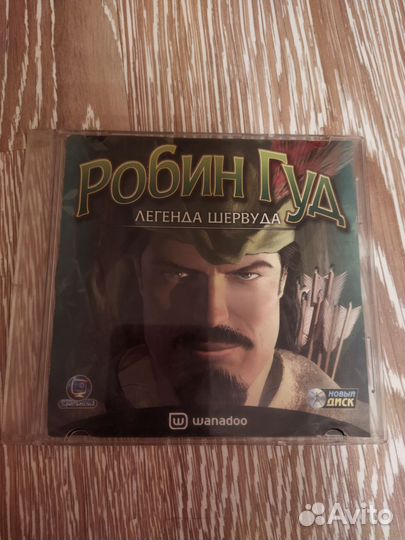 Робин Гуд
ЛЕГЕНДА ШЕРВУДА
НОВЫЙ
ДИСК
w wanadoo
Avito